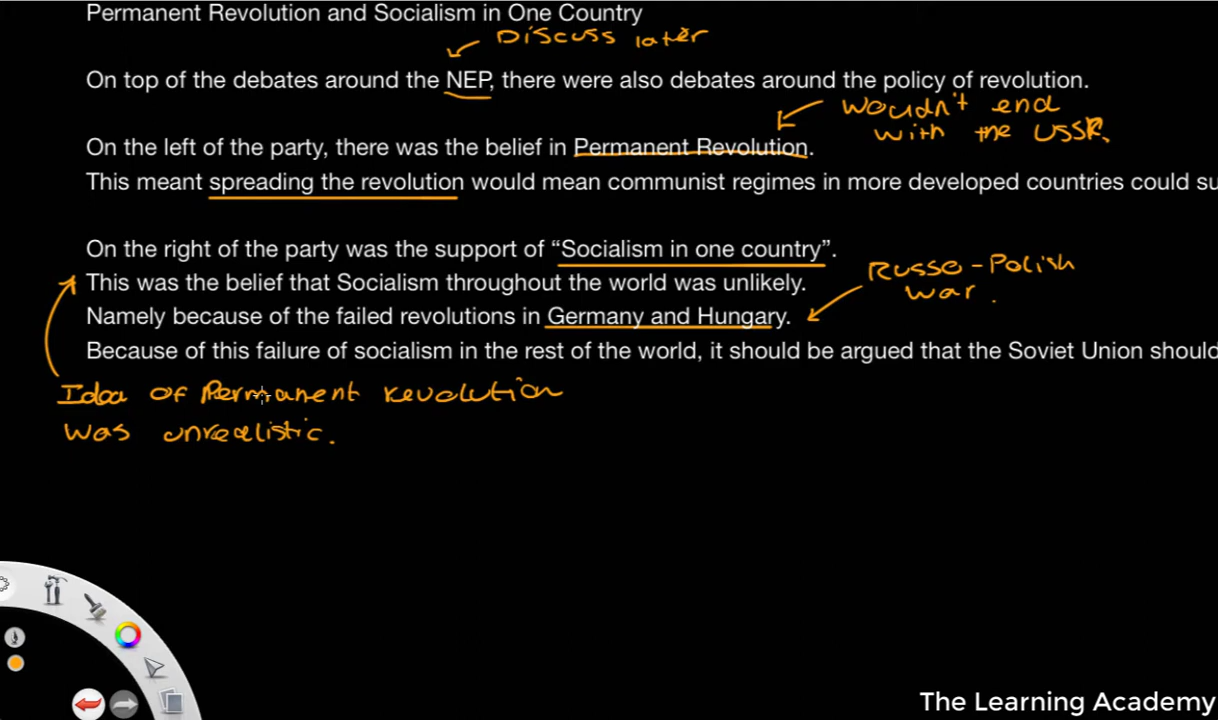 Permanent Revolution and Socialism in One Country
Discuss later
On top of the debates around the NEP, there were also debates around the policy of revolution.
Wouldn't end
with the USSR.
On the left of the party, there was the belief in Permanent Revolution.
This meant spreading the revolution would mean communist regimes in more developed countries could su
On the right of the party was the support of “Socialism in one country”.
Russo-Polish
war.
This was the belief that Socialism throughout the world was unlikely.
Namely because of the failed revolutions in Germany and Hungary.
Because of this failure of socialism in the rest of the world, it should be argued that the Soviet Union should
Idea of Permanent Revolution
was unrealistic.
The Learning Academy